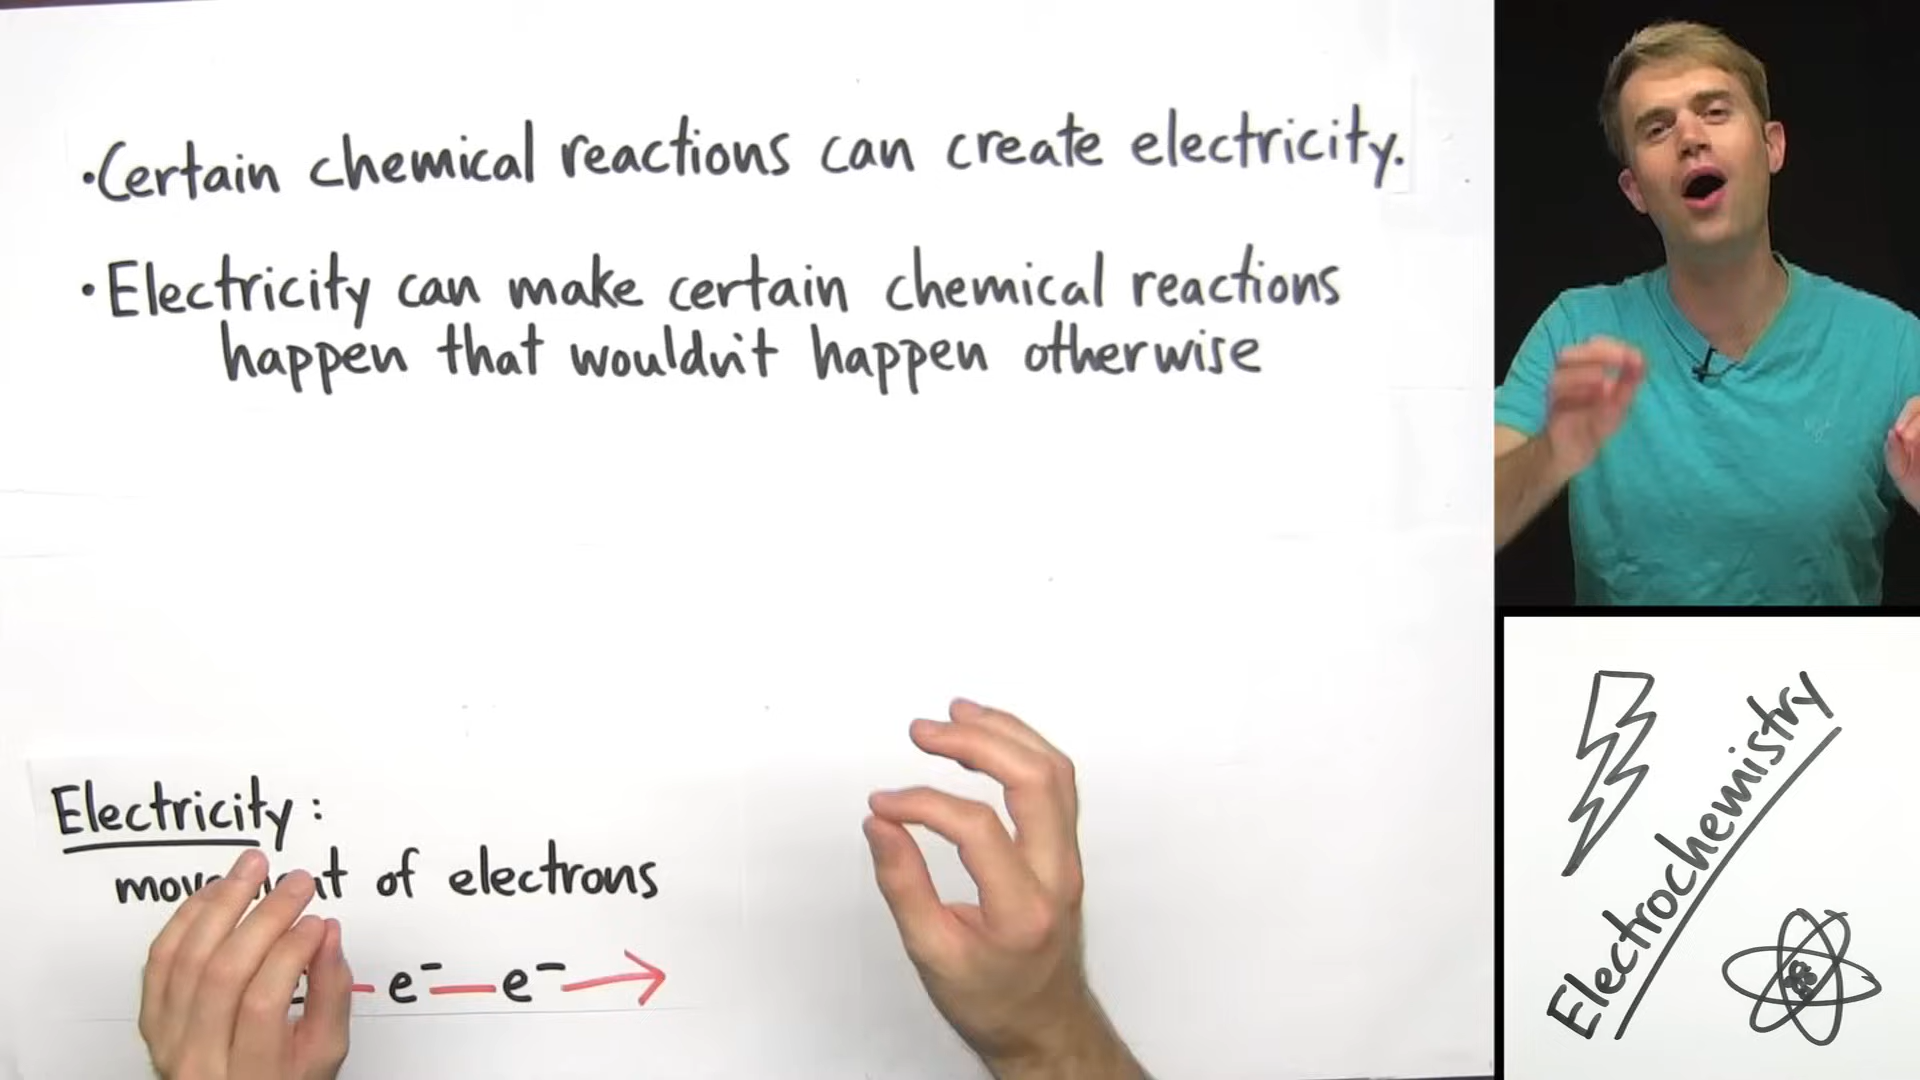 •Certain chemical reactions can create electricity.
•Electricity can make certain chemical reactions
happen that wouldn't happen otherwise
Electricity:
of electrons
e⁻ — e⁻ →
Electrochemistry